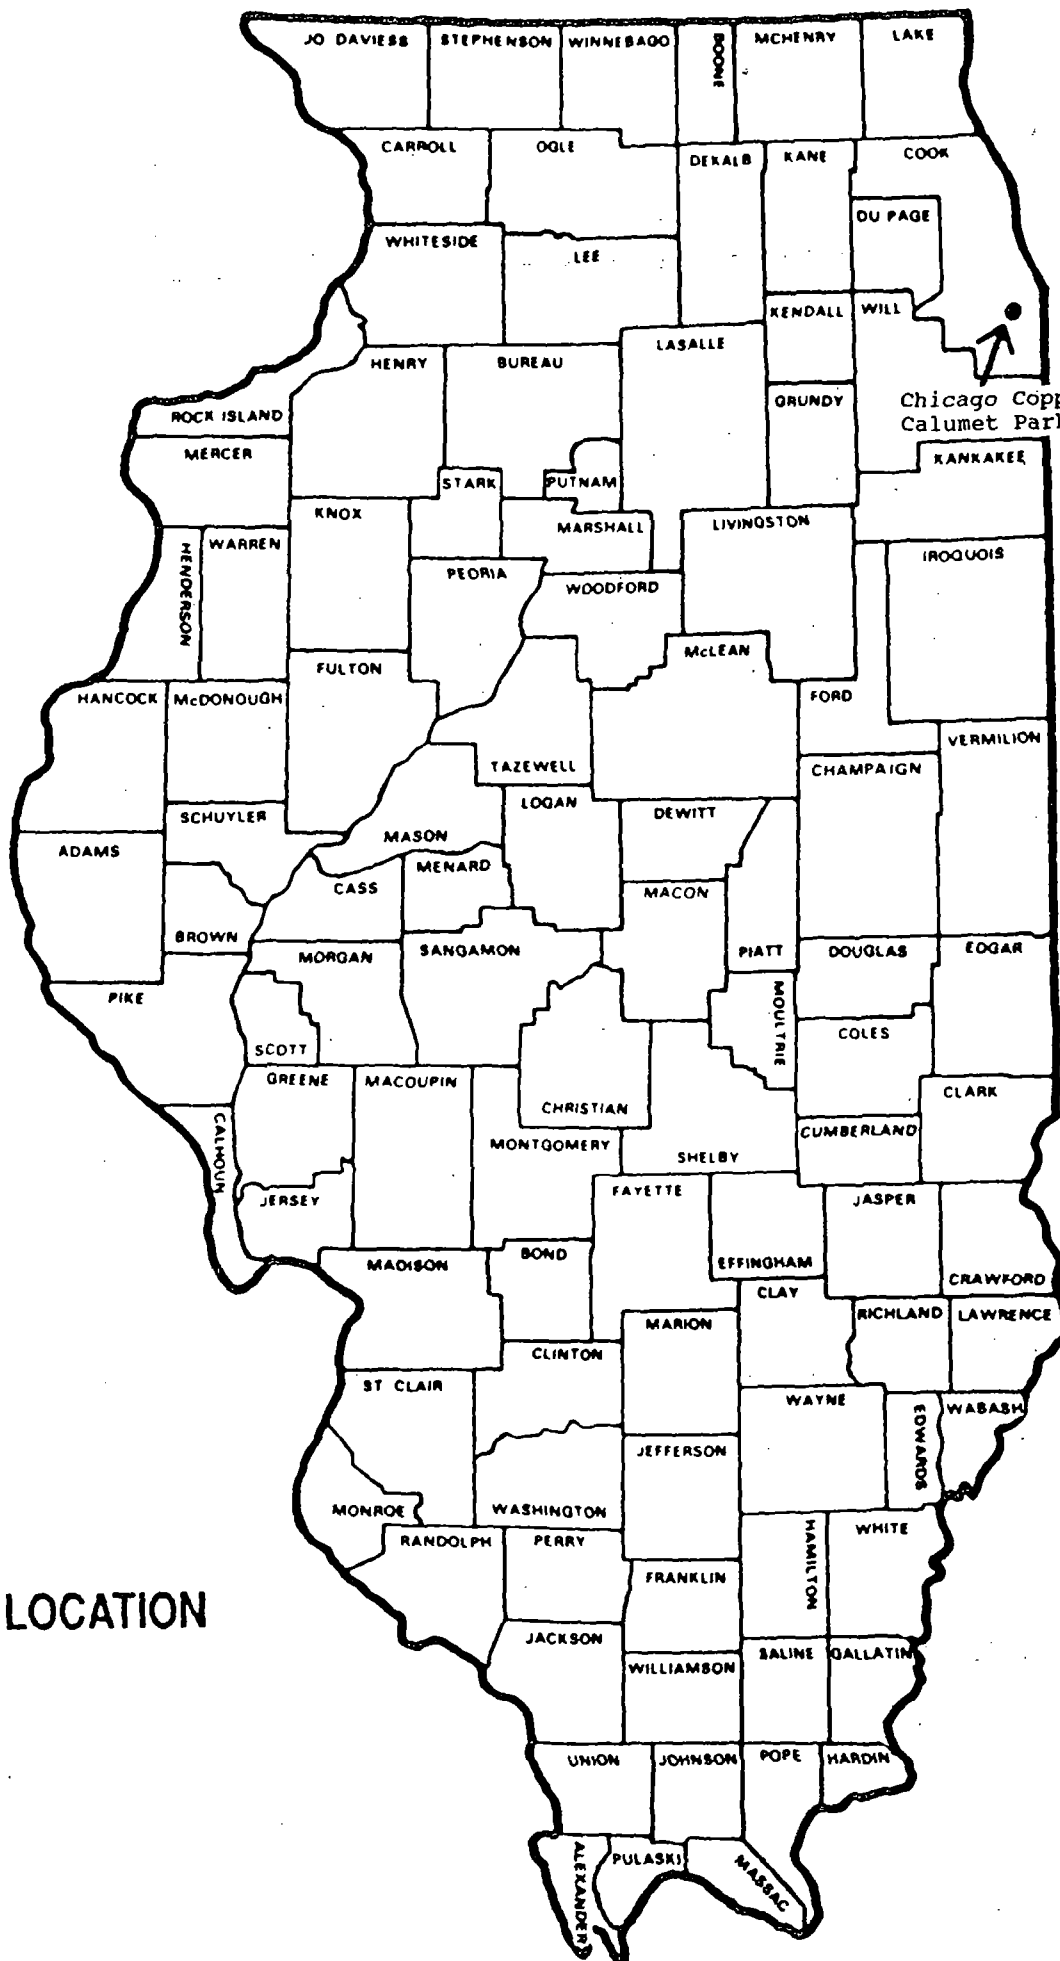 JO DAVIESS STEPHENSON WINNEBAGO BOONE MCHENRY LAKE
CARROLL OGLE DEKALB KANE COOK
DU PAGE
WHITESIDE LEE
KENDALL WILL
HENRY BUREAU LASALLE
Chicago Copp
Calumet Par
ROCK ISLAND GRUNDY
MERCER KANKAKEE
STARK PUTNAM
KNOX MARSHALL LIVINGSTON
HENDERSON WARREN IROQUOIS
PEORIA WOODFORD
FULTON McLEAN
HANCOCK McDONOUGH FORD
VERMILION
TAZEWELL CHAMPAIGN
LOGAN DEWITT
SCHUYLER MASON
ADAMS MENARD
CASS MACON
BROWN SANGAMON PIATT DOUGLAS EDGAR
MORGAN
PIKE MOULTRIE
SCOTT COLES
GREENE MACOUPIN CLARK
CHRISTIAN
CALHOUN MONTGOMERY CUMBERLAND
SHELBY
JERSEY FAYETTE JASPER
MADISON BOND EFFINGHAM CRAWFORD
CLAY
MARION RICHLAND LAWRENCE
CLINTON
ST CLAIR WAYNE WABASH
EDWARDS
JEFFERSON
MONROE WASHINGTON
RANDOLPH PERRY HAMILTON WHITE
FRANKLIN
LOCATION
JACKSON WILLIAMSON SALINE GALLATIN
UNION JOHNSON POPE HARDIN
ALEXANDER PULASKI MASSAC